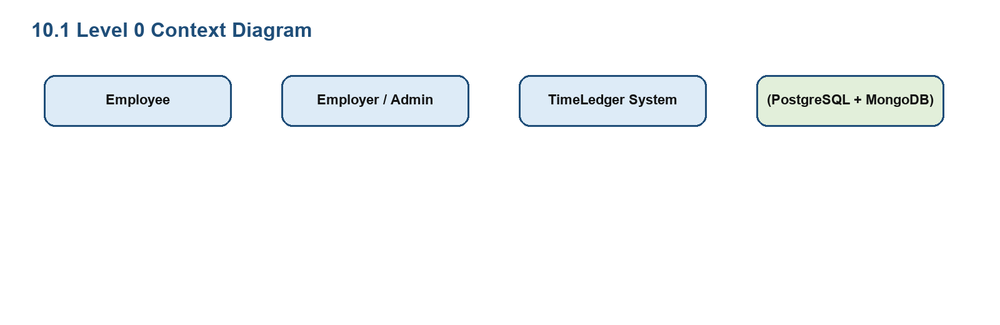 10.1 Level 0 Context Diagram
Employee
Employer / Admin
TimeLedger System
(PostgreSQL + MongoDB)